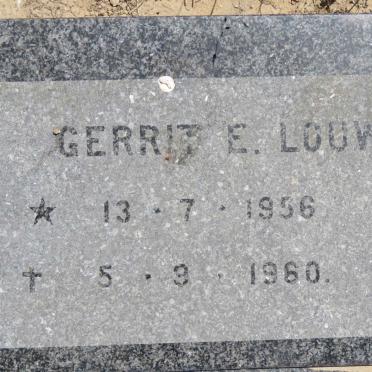 GERRIT E. LOUW
★ 13 · 7 · 1956
† 5 · 9 · 1960.